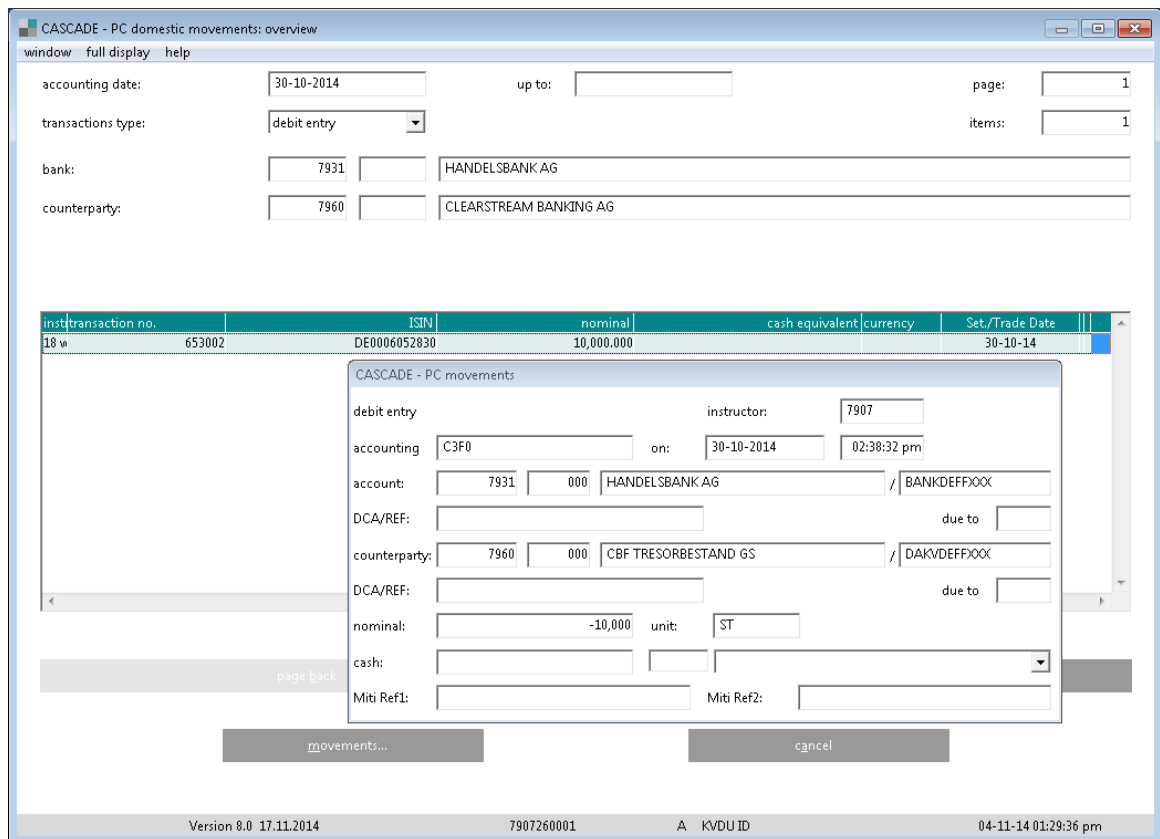 CASCADE - PC domestic movements: overview
window full display help
accounting date: 30-10-2014 up to: page: 1
transactions type: debit entry items: 1
bank: 7931 HANDELSBANK AG
counterparty: 7960 CLEARSTREAM BANKING AG
transaction no. ISIN nominal cash equivalent currency Set./Trade Date
18 653002 DE0006052830 10,000.000 30-10-14
CASCADE - PC movements
debit entry instructor: 7907
accounting C3F0 on: 30-10-2014 02:38:32 pm
account: 7931 000 HANDELSBANK AG / BANKDEFFXXX
DCA/REF: due to
counterparty: 7960 000 CBF TRESORBESTAND GS / DAKVDEFFXXX
DCA/REF: due to
nominal: -10,000 unit: ST
cash:
page back
Miti Ref1: Miti Ref2:
movements... cancel
Version 8.0 17.11.2014 7907260001 A KVDU ID 04-11-14 01:29:36 pm